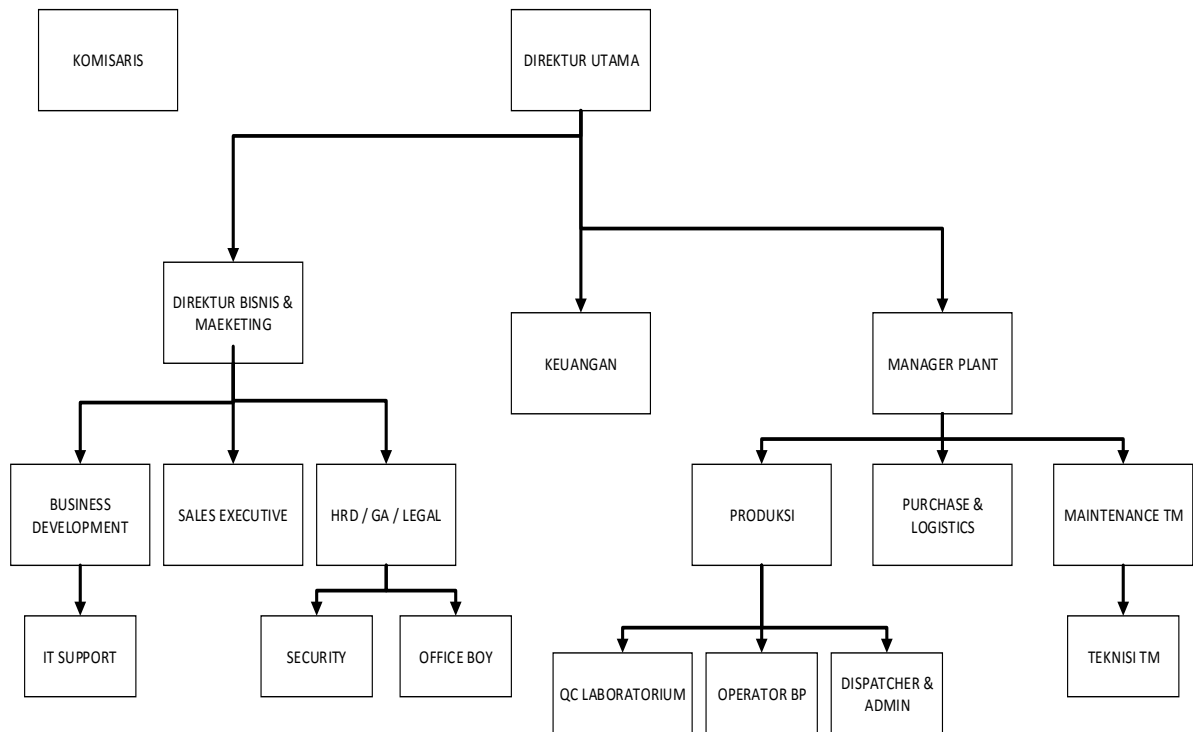 KOMISARIS
DIREKTUR UTAMA
DIREKTUR BISNIS &
MAEKETING
KEUANGAN
MANAGER PLANT
BUSINESS
DEVELOPMENT
SALES EXECUTIVE
HRD / GA / LEGAL
PRODUKSI
PURCHASE &
LOGISTICS
MAINTENANCE TM
IT SUPPORT
SECURITY
OFFICE BOY
QC LABORATORIUM
OPERATOR BP
DISPATCHER &
ADMIN
TEKNISI TM